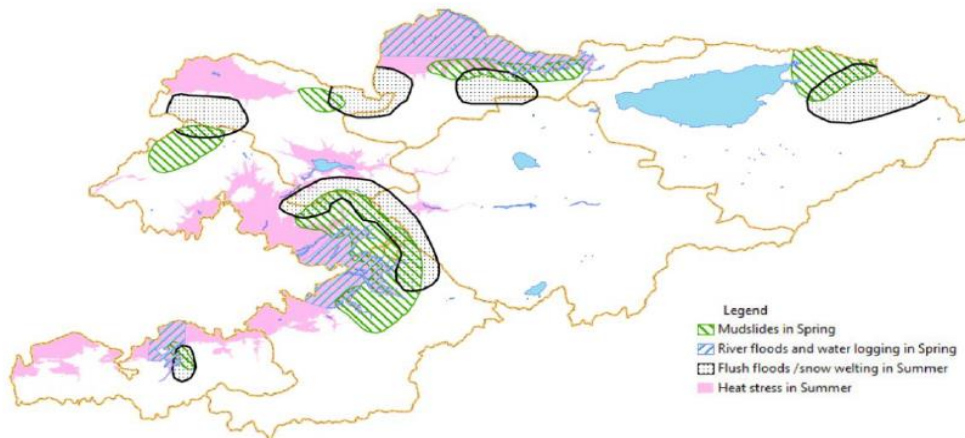 Legend
Mudslides in Spring
River floods and water logging in Spring
Flush floods /snow welting in Summer
Heat stress in Summer